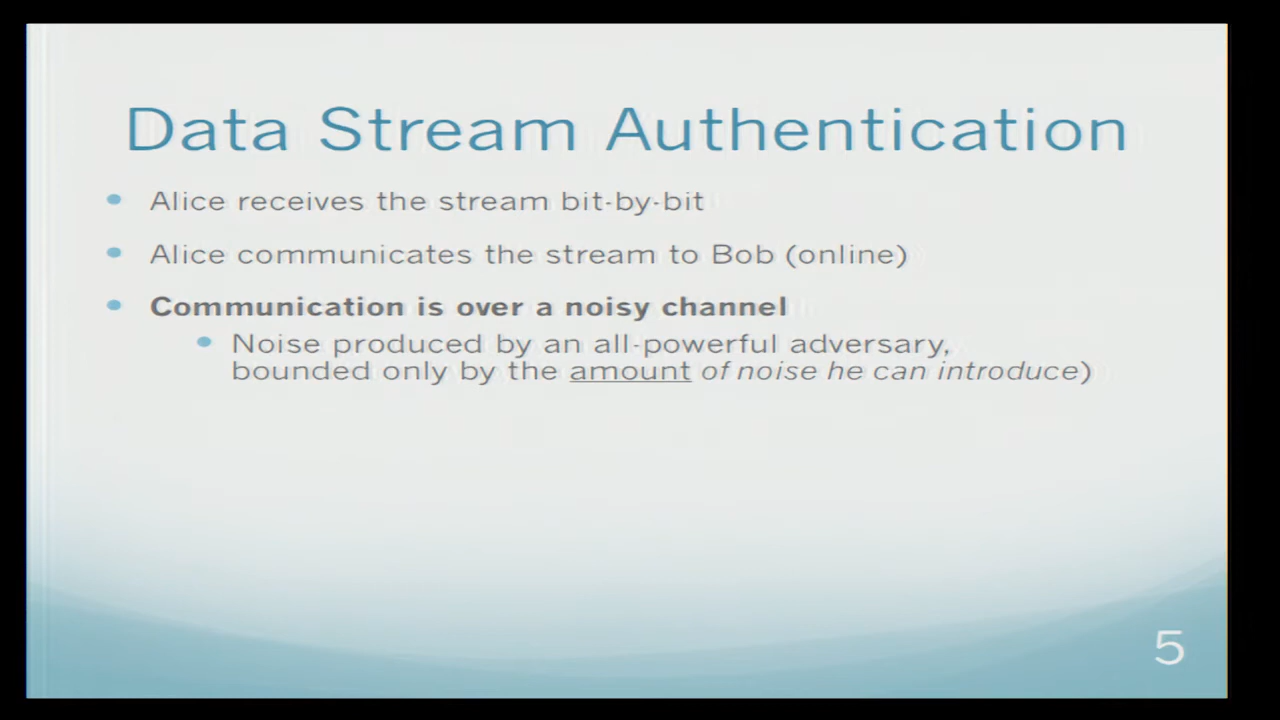 Data Stream Authentication
Alice receives the stream bit-by-bit
Alice communicates the stream to Bob (online)
Communication is over a noisy channel
Noise produced by an all-powerful adversary,
bounded only by the amount of noise he can introduce)
5